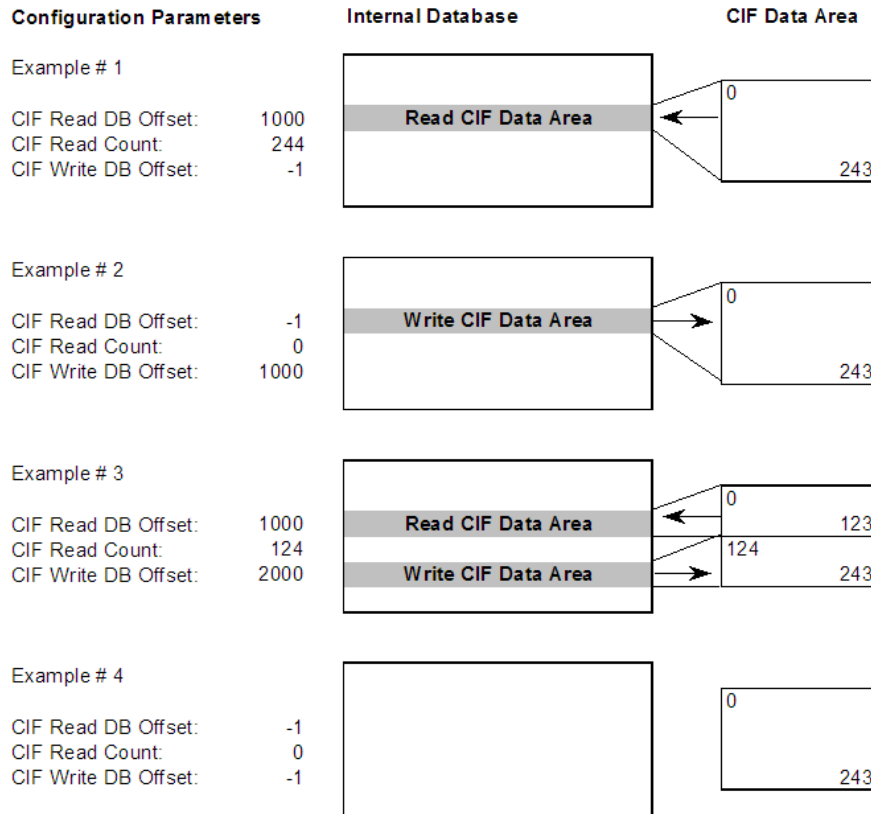 Configuration Parameters Internal Database CIF Data Area
Example # 1
0
CIF Read DB Offset: 1000 Read CIF Data Area
CIF Read Count: 244
CIF Write DB Offset: -1 243
Example # 2
0
CIF Read DB Offset: -1 Write CIF Data Area
CIF Read Count: 0
CIF Write DB Offset: 1000 243
Example # 3
0
CIF Read DB Offset: 1000 Read CIF Data Area 123
CIF Read Count: 124 124
CIF Write DB Offset: 2000 Write CIF Data Area 243
Example # 4
0
CIF Read DB Offset: -1
CIF Read Count: 0
CIF Write DB Offset: -1 243